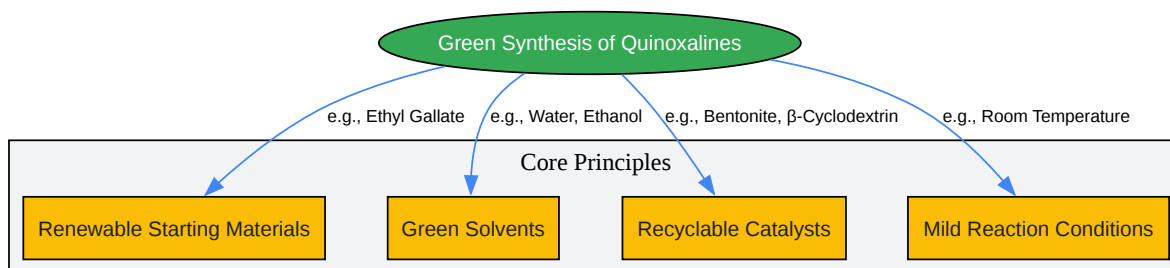 Green Synthesis of Quinoxalines
e.g., Ethyl Gallate
e.g., Water, Ethanol
e.g., Bentonite, β-Cyclodextrin
e.g., Room Temperature
Core Principles
Renewable Starting Materials
Green Solvents
Recyclable Catalysts
Mild Reaction Conditions